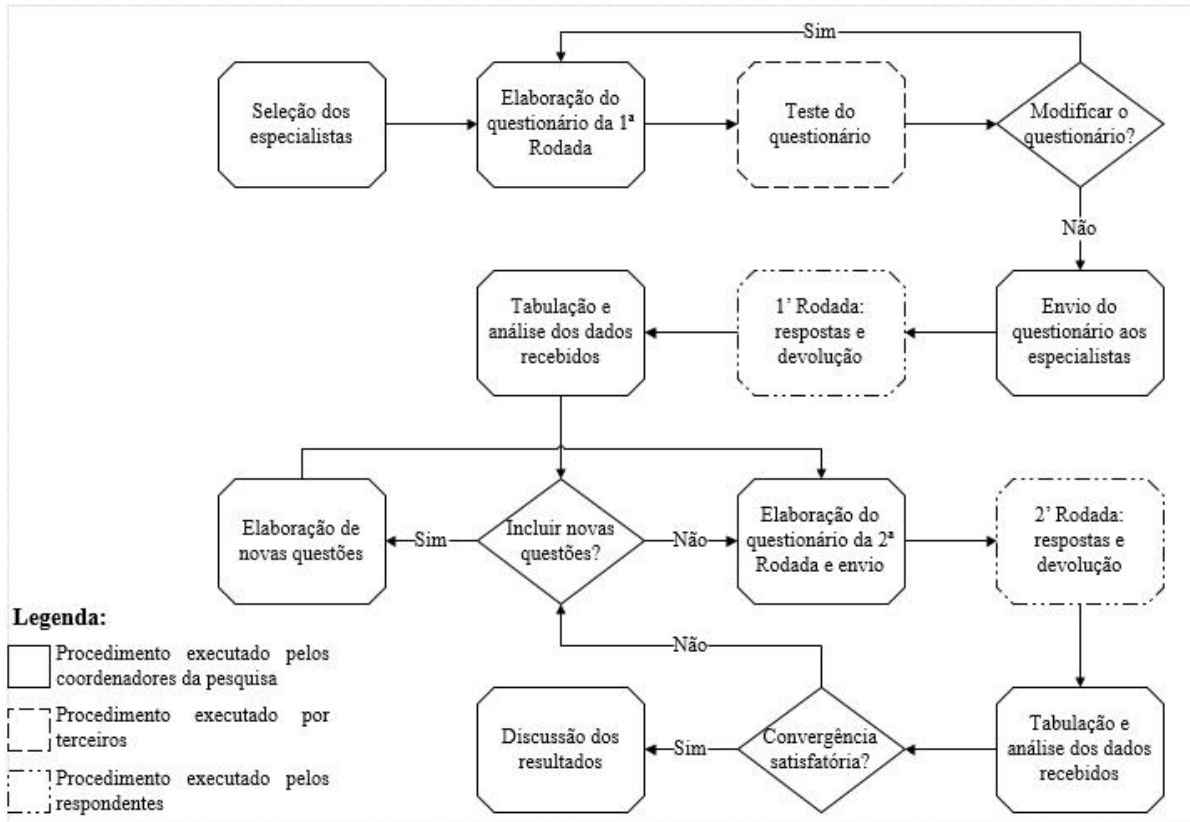 Sim
Seleção dos
especialistas
Elaboração do
questionário da 1ª
Rodada
Teste do
questionário
Modificar o
questionário?
Não
Tabulação e
análise dos dados
recebidos
1’ Rodada:
respostas e
devolução
Envio do
questionário aos
especialistas
Elaboração de
novas questões
Sim
Incluir novas
questões?
Não
Elaboração do
questionário da 2ª
Rodada e envio
2’ Rodada:
respostas e
devolução
Legenda:
Procedimento executado pelos
coordenadores da pesquisa
Procedimento executado por
terceiros
Procedimento executado pelos
respondentes
Não
Discussão dos
resultados
Sim
Convergência
satisfatória?
Tabulação e
análise dos dados
recebidos